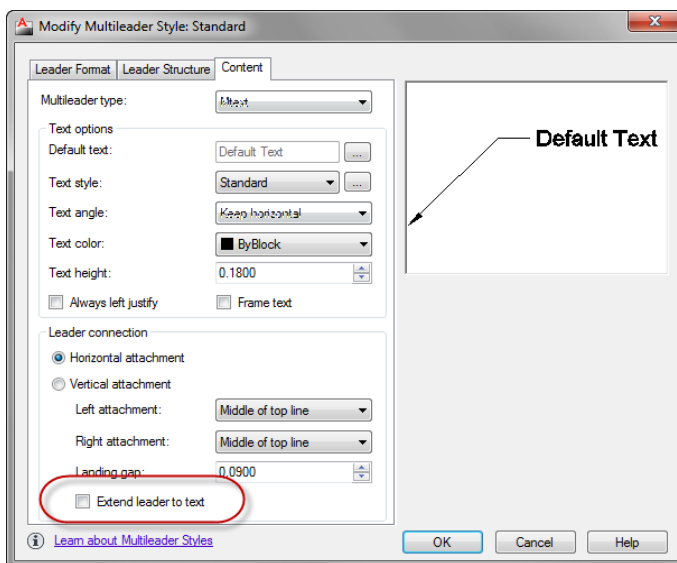 Modify Multileader Style: Standard
Leader Format Leader Structure Content
Multileader type: Mtext
Text options
Default text: Default Text ...
Text style: Standard ...
Text angle: Keep horizontal
Text color: ByBlock
Text height: 0.1800
Always left justify Frame text
Leader connection
Horizontal attachment
Vertical attachment
Left attachment: Middle of top line
Right attachment: Middle of top line
Landing gap: 0.0900
Extend leader to text
Default Text
Learn about Multileader Styles
OK Cancel Help